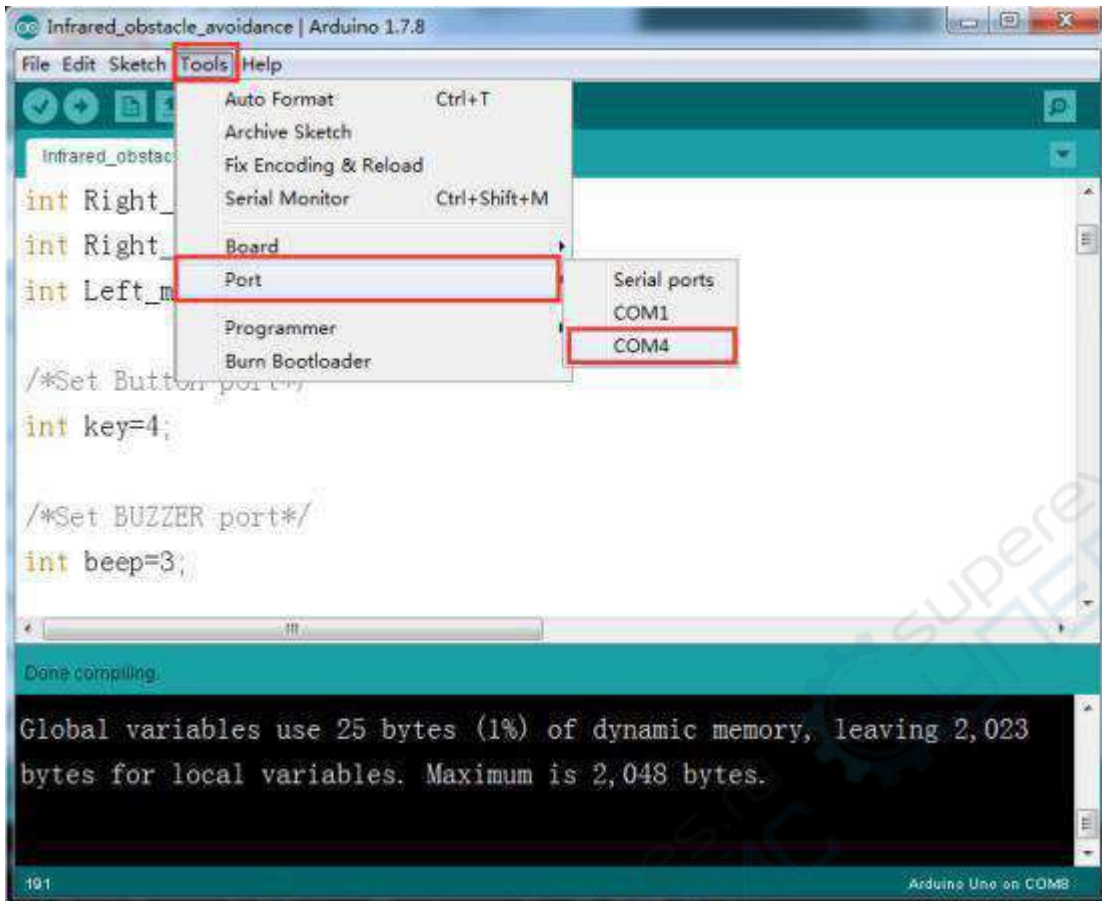 Infrared_obstacle_avoidance | Arduino 1.7.8
File Edit Sketch Tools Help
Auto Format Ctrl+T
Archive Sketch
Infrared_obstac
Fix Encoding & Reload
int Right_
Serial Monitor Ctrl+Shift+M
int Right_
Board
Port
Serial ports
int Left_m
COM1
Programmer
COM4
Burn Bootloader
/*Set Button port*/
int key=4;
/*Set BUZZER port*/
int beep=3;
Done compiling.
Global variables use 25 bytes (1%) of dynamic memory, leaving 2,023
bytes for local variables. Maximum is 2,048 bytes.
191
Arduino Uno on COM8